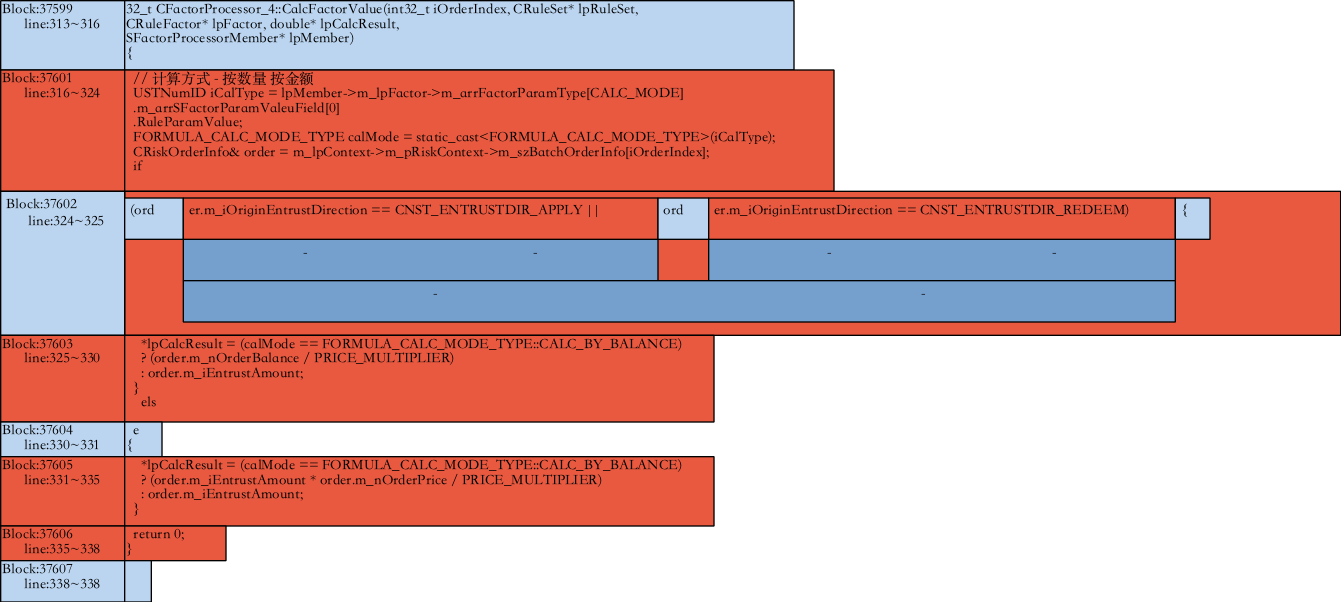 Block:37599
line:313~316
32_t CFactorProcessor_4::CalcFactorValue(int32_t iOrderIndex, CRuleSet* lpRuleSet,
CRuleFactor* lpFactor, double* lpCalcResult,
SFactorProcessorMember* lpMember)
{
Block:37601
line:316~324
// 计算方式 - 按数量 按金额
USTNumID iCalType = lpMember->m_lpFactor->m_arrFactorParamType[CALC_MODE]
.m_arrSFactorParamValeuField[0]
.RuleParamValue;
FORMULA_CALC_MODE_TYPE calMode = static_cast<FORMULA_CALC_MODE_TYPE>(iCalType);
CRiskOrderInfo& order = m_lpContext->m_pRiskContext->m_szBatchOrderInfo[iOrderIndex];
if
Block:37602
line:324~325
(ord er.m_iOriginEntrustDirection == CNST_ENTRUSTDIR_APPLY || ord er.m_iOriginEntrustDirection == CNST_ENTRUSTDIR_REDEEM) {
- - - -
- -
Block:37603
line:325~330
*lpCalcResult = (calMode == FORMULA_CALC_MODE_TYPE::CALC_BY_BALANCE)
? (order.m_nOrderBalance / PRICE_MULTIPLIER)
: order.m_iEntrustAmount;
}
els
Block:37604
line:330~331
e
{
Block:37605
line:331~335
*lpCalcResult = (calMode == FORMULA_CALC_MODE_TYPE::CALC_BY_BALANCE)
? (order.m_iEntrustAmount * order.m_nOrderPrice / PRICE_MULTIPLIER)
: order.m_iEntrustAmount;
}
Block:37606
line:335~338
return 0;
}
Block:37607
line:338~338